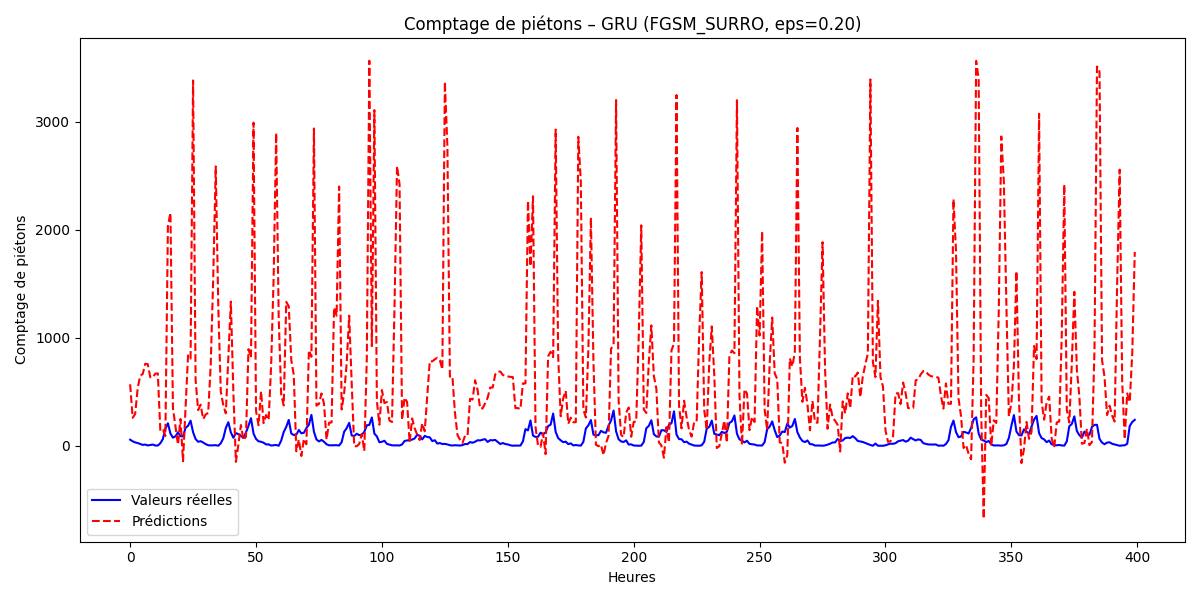 Comptage de piétons – GRU (FGSM_SURRO, eps=0.20)
Comptage de piétons
3000
2000
1000
0
Valeurs réelles
Prédictions
0 50 100 150 200 250 300 350 400
Heures